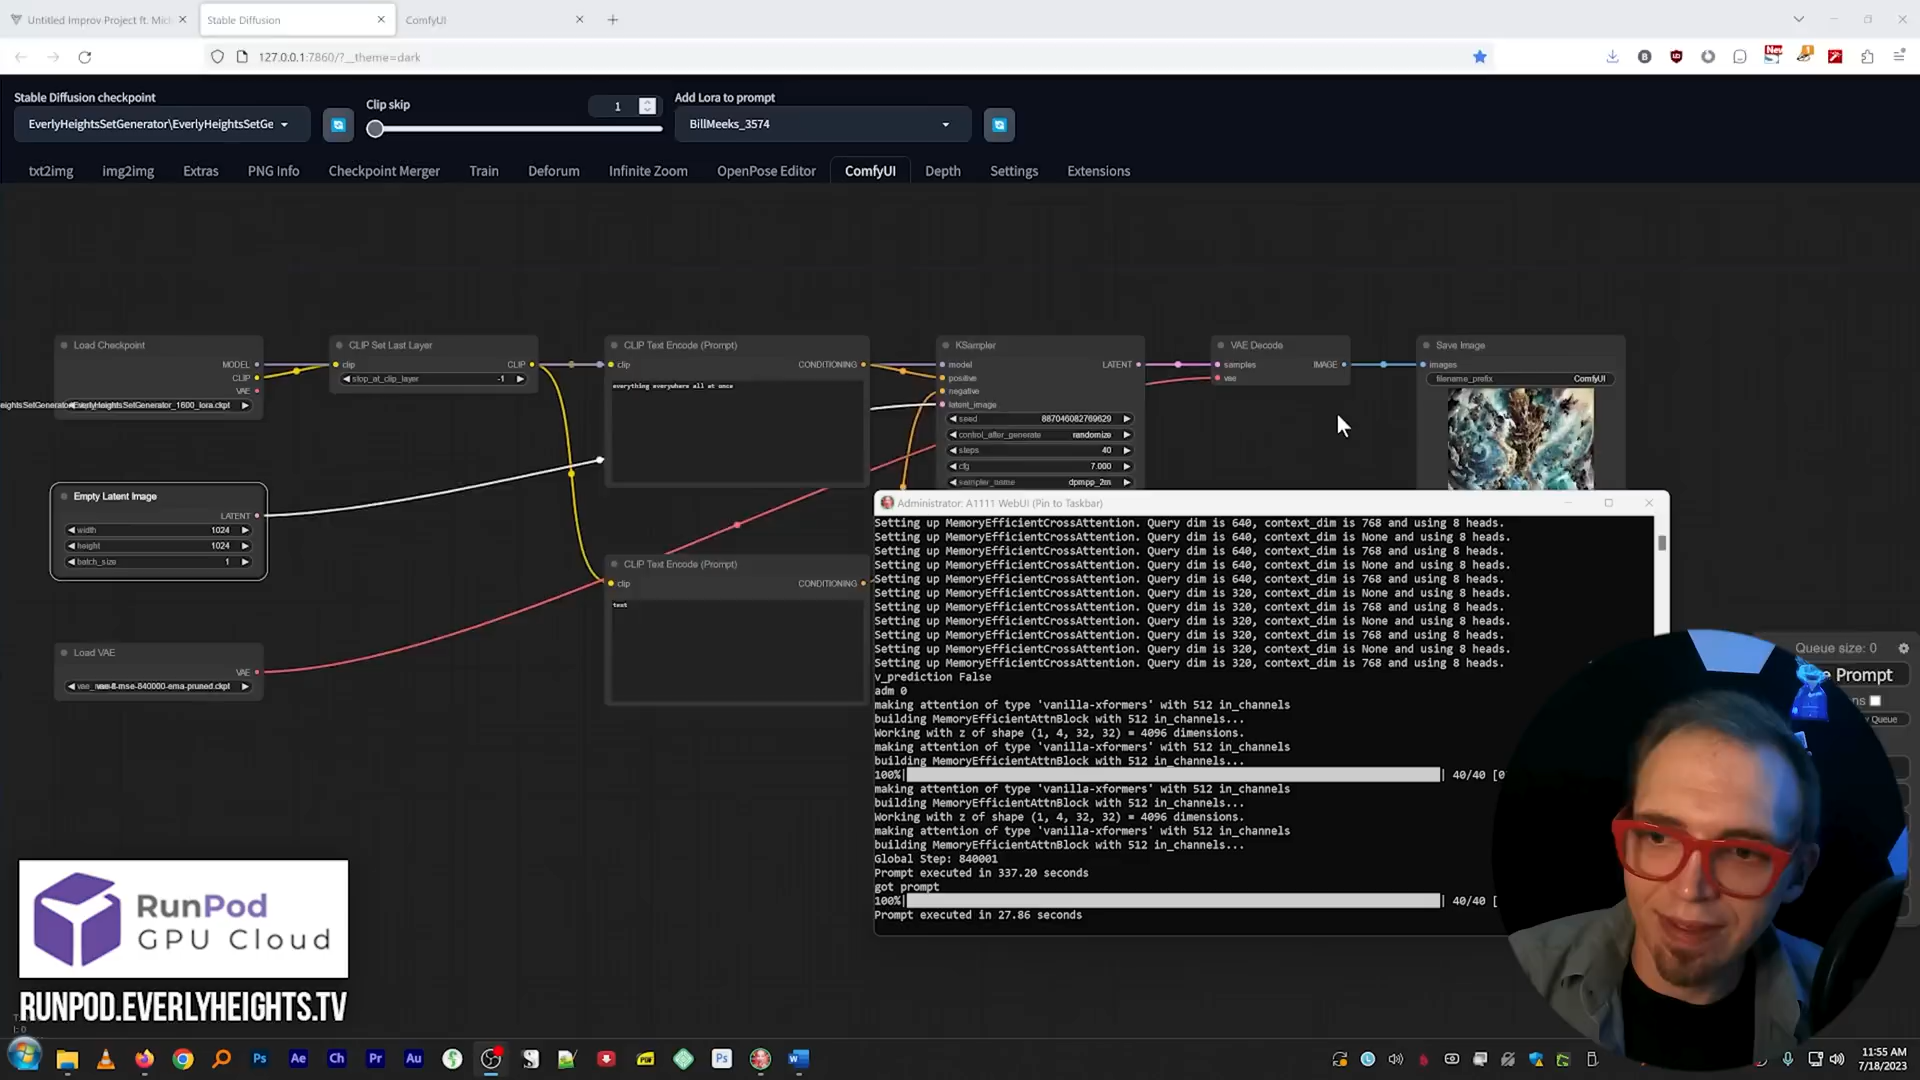 Untitled Improv Project ft. Mich
Stable Diffusion
ComfyUI
127.0.0.1:7860/?__theme=dark
Stable Diffusion checkpoint
EverlyHeightsSetGenerator\EverlyHeightsSetGe
Clip skip
1
Add Lora to prompt
BillMeeks_3574
txt2img
img2img
Extras
PNG Info
Checkpoint Merger
Train
Deforum
Infinite Zoom
OpenPose Editor
ComfyUI
Depth
Settings
Extensions
Load Checkpoint
MODEL
CLIP
VAE
EverlyHeightsSetGenerator_1600_lora.ckpt
CLIP Set Last Layer
clip
CLIP
stop_at_clip_layer -1
CLIP Text Encode (Prompt)
clip
CONDITIONING
everything everywhere all at once
KSampler
model
LATENT
positive
negative
latent_image
seed 887046082769629
control_after_generate randomize
steps 40
cfg 7.000
sampler_name dpmpp_2m
VAE Decode
samples
IMAGE
vae
Save Image
images
filename_prefix ComfyUI
Empty Latent Image
LATENT
width 1024
height 1024
batch_size 1
Load VAE
VAE
CLIP Text Encode (Prompt)
clip
CONDITIONING
text
Administrator: A1111 WebUI (Pin to Taskbar)
Setting up MemoryEfficientCrossAttention. Query dim is 640, context_dim is 768 and using 8 heads.
Setting up MemoryEfficientCrossAttention. Query dim is 640, context_dim is None and using 8 heads.
Setting up MemoryEfficientCrossAttention. Query dim is 640, context_dim is 768 and using 8 heads.
Setting up MemoryEfficientCrossAttention. Query dim is 640, context_dim is None and using 8 heads.
Setting up MemoryEfficientCrossAttention. Query dim is 640, context_dim is 768 and using 8 heads.
Setting up MemoryEfficientCrossAttention. Query dim is 320, context_dim is None and using 8 heads.
Setting up MemoryEfficientCrossAttention. Query dim is 320, context_dim is 768 and using 8 heads.
Setting up MemoryEfficientCrossAttention. Query dim is 320, context_dim is None and using 8 heads.
Setting up MemoryEfficientCrossAttention. Query dim is 320, context_dim is 768 and using 8 heads.
Setting up MemoryEfficientCrossAttention. Query dim is 320, context_dim is None and using 8 heads.
Setting up MemoryEfficientCrossAttention. Query dim is 320, context_dim is 768 and using 8 heads.
v_prediction False
adm 0
making attention of type 'vanilla-xformers' with 512 in_channels
building MemoryEfficientAttnBlock with 512 in_channels...
Working with z of shape (1, 4, 32, 32) = 4096 dimensions.
making attention of type 'vanilla-xformers' with 512 in_channels
building MemoryEfficientAttnBlock with 512 in_channels...
100%| | 40/40 [0
making attention of type 'vanilla-xformers' with 512 in_channels
building MemoryEfficientAttnBlock with 512 in_channels...
Working with z of shape (1, 4, 32, 32) = 4096 dimensions.
making attention of type 'vanilla-xformers' with 512 in_channels
building MemoryEfficientAttnBlock with 512 in_channels...
Global Step: 840001
Prompt executed in 337.20 seconds
got prompt
100%| | 40/40 [
Prompt executed in 27.86 seconds
Queue size: 0
Prompt
Queue
RunPod
GPU Cloud
RUNPOD.EVERLYHEIGHTS.TV
Ps
Ae
Ch
Pr
Au
11:55 AM
7/18/2023